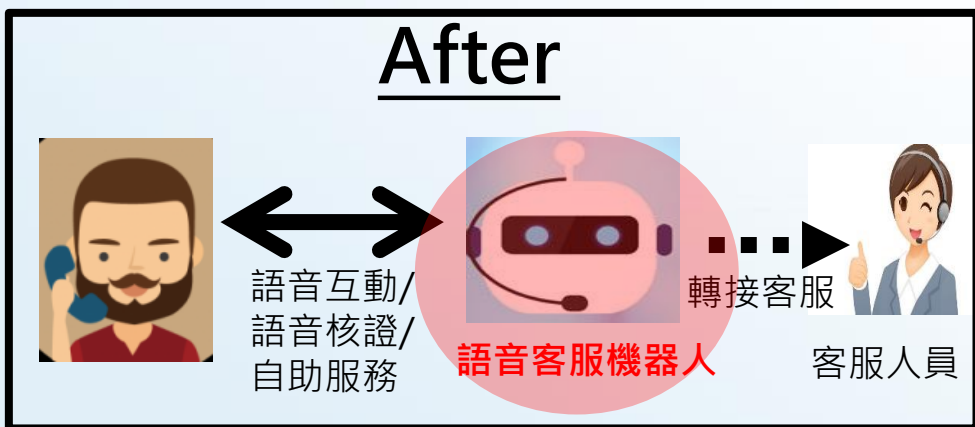 After
語音互動/
語音核證/
自助服務
語音客服機器人
轉接客服
客服人員